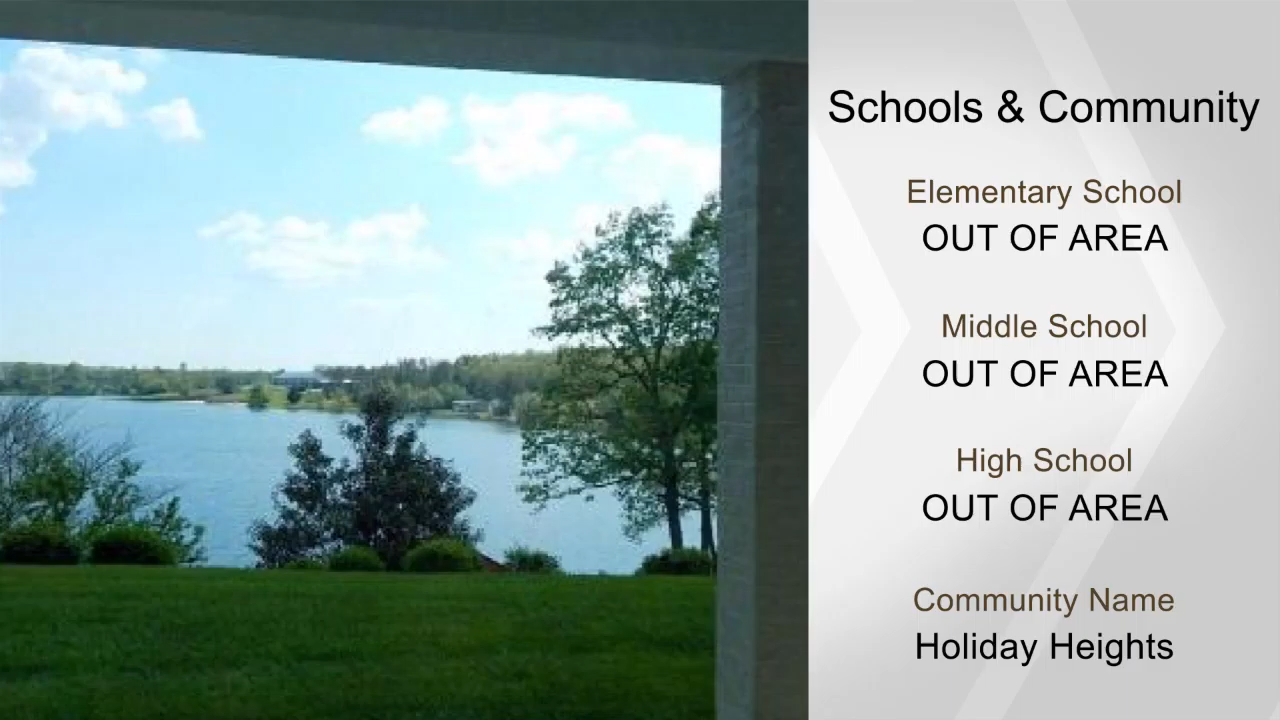 Schools & Community
Elementary School
OUT OF AREA
Middle School
OUT OF AREA
High School
OUT OF AREA
Community Name
Holiday Heights